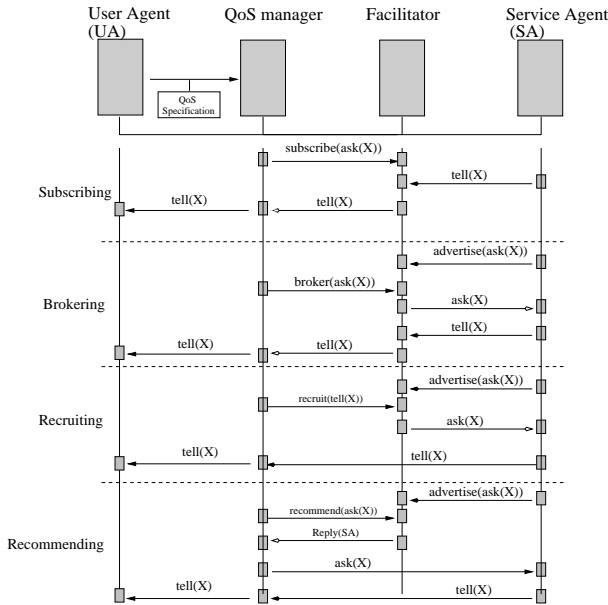 User Agent
(UA)
QoS manager
Facilitator
Service Agent
(SA)
QoS
Specification
subscribe(ask(X))
tell(X)
Subscribing
tell(X)
tell(X)
advertise(ask(X))
broker(ask(X))
Brokering
ask(X)
tell(X)
tell(X)
tell(X)
advertise(ask(X))
recruit(tell(X))
Recruiting
ask(X)
tell(X)
tell(X)
advertise(ask(X))
recommend(ask(X))
Reply(SA)
Recommending
ask(X)
tell(X)
tell(X)